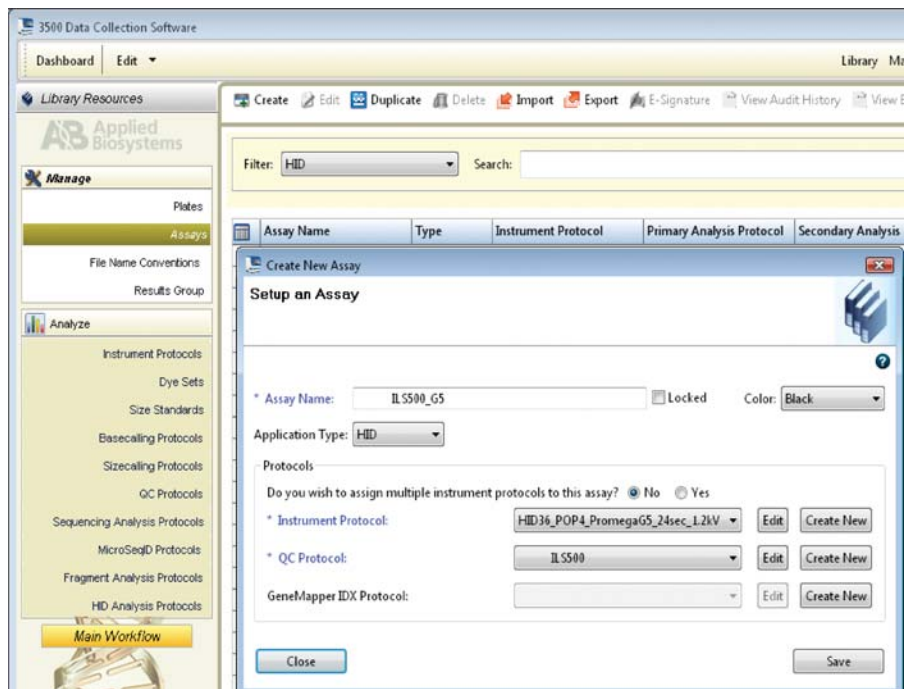 3500 Data Collection Software
Dashboard Edit Library
Library Resources
Create Edit Duplicate Delete Import Export E-Signature View Audit History View
AB Applied Biosystems
Filter: HID Search:
Manage
Plates
Assays
File Name Conventions
Results Group
Assay Name Type Instrument Protocol Primary Analysis Protocol Secondary Analysis
Analyze
Instrument Protocols
Dye Sets
Size Standards
Basecalling Protocols
Sizecalling Protocols
QC Protocols
Sequencing Analysis Protocols
MicroSeqID Protocols
Fragment Analysis Protocols
HID Analysis Protocols
Main Workflow
Create New Assay
Setup an Assay
* Assay Name: ILS500_G5 Locked Color: Black
Application Type: HID
Protocols
Do you wish to assign multiple instrument protocols to this assay? No Yes
* Instrument Protocol: HID36_POP4_PromegaG5_24sec_1.2kV Edit Create New
* QC Protocol: ILS500 Edit Create New
GeneMapper IDX Protocol: Edit Create New
Close Save